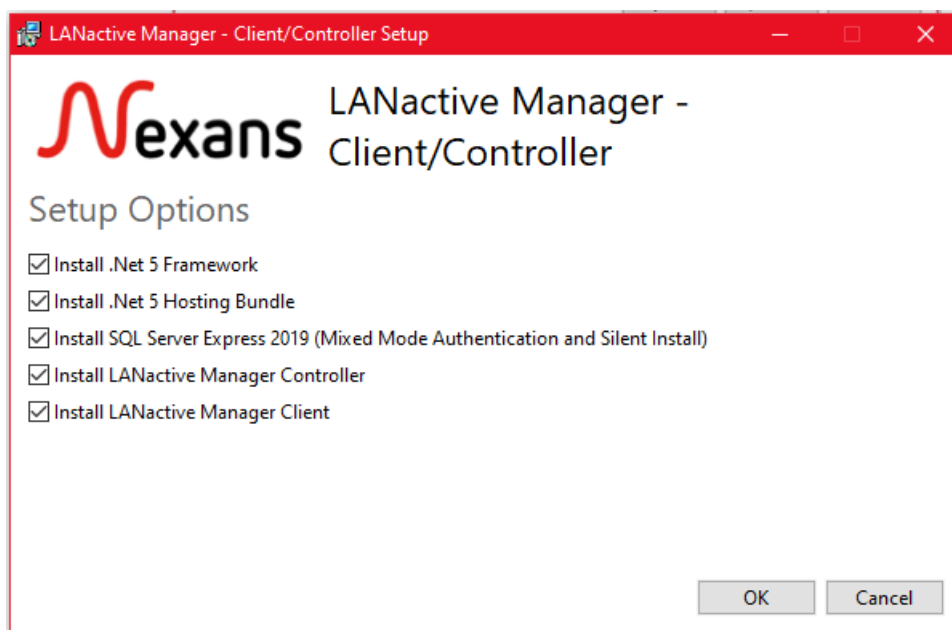 LANactive Manager - Client/Controller Setup
Nexans
LANactive Manager -
Client/Controller
Setup Options
Install .Net 5 Framework
Install .Net 5 Hosting Bundle
Install SQL Server Express 2019 (Mixed Mode Authentication and Silent Install)
Install LANactive Manager Controller
Install LANactive Manager Client
OK Cancel